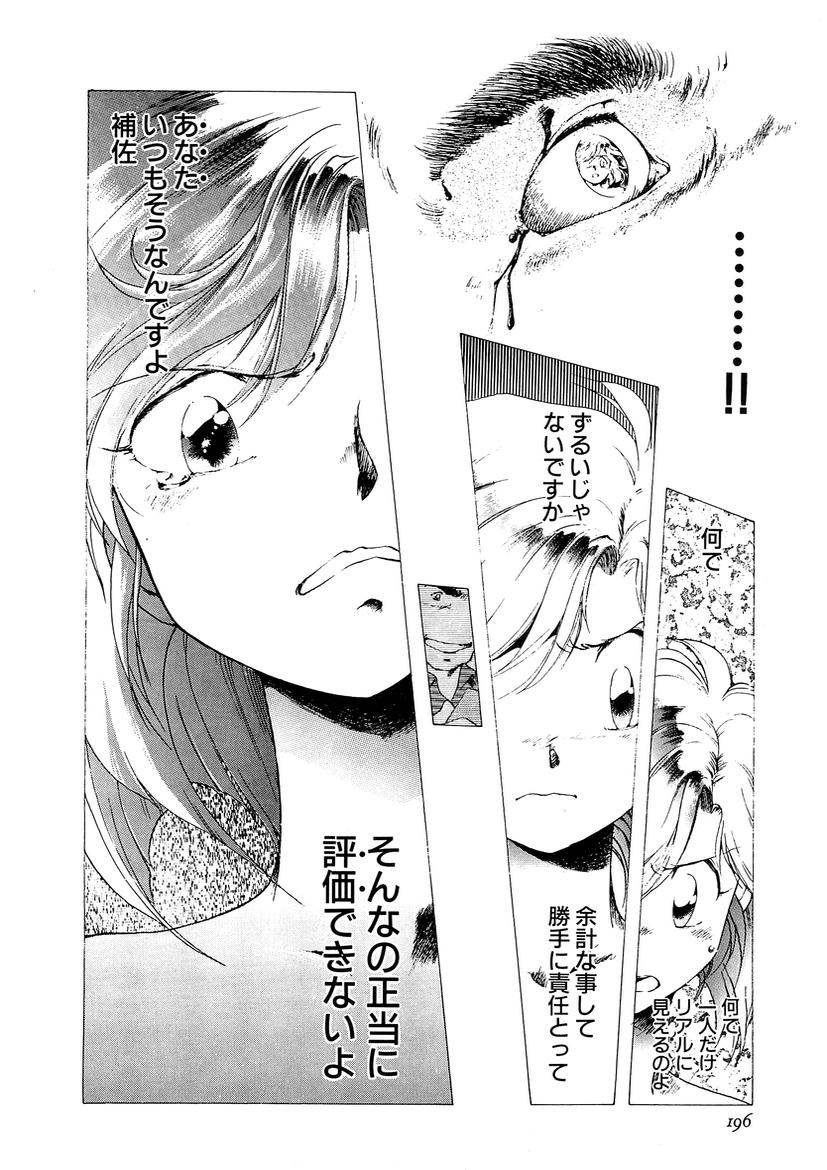 ・・・・・・・・・!!
何で
何で
一人だけ
リアルに
見えるのよ
ずるいじゃ
ないですか
余計な事して
勝手に責任とって
あなた
いつもそうなんですよ
補佐
そんなの正当に
評価できないよ
196